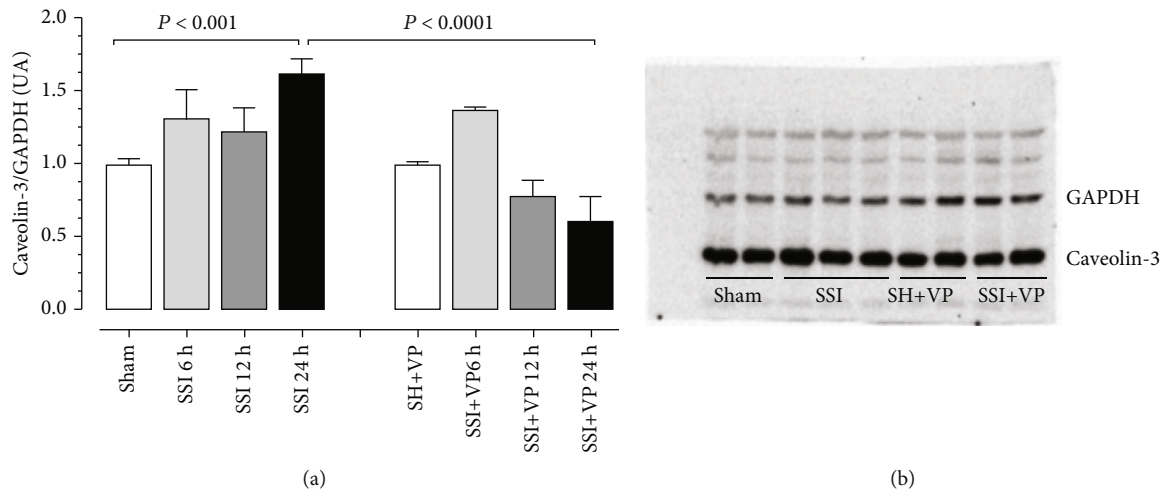 P < 0.001
P < 0.0001
Caveolin-3/GAPDH (UA)
2.0
1.5
1.0
0.5
0.0
Sham
SSI 6 h
SSI 12 h
SSI 24 h
SH+VP
SSI+VP6 h
SSI+VP 12 h
SSI+VP 24 h
(a)
GAPDH
Caveolin-3
Sham
SSI
SH+VP
SSI+VP
(b)